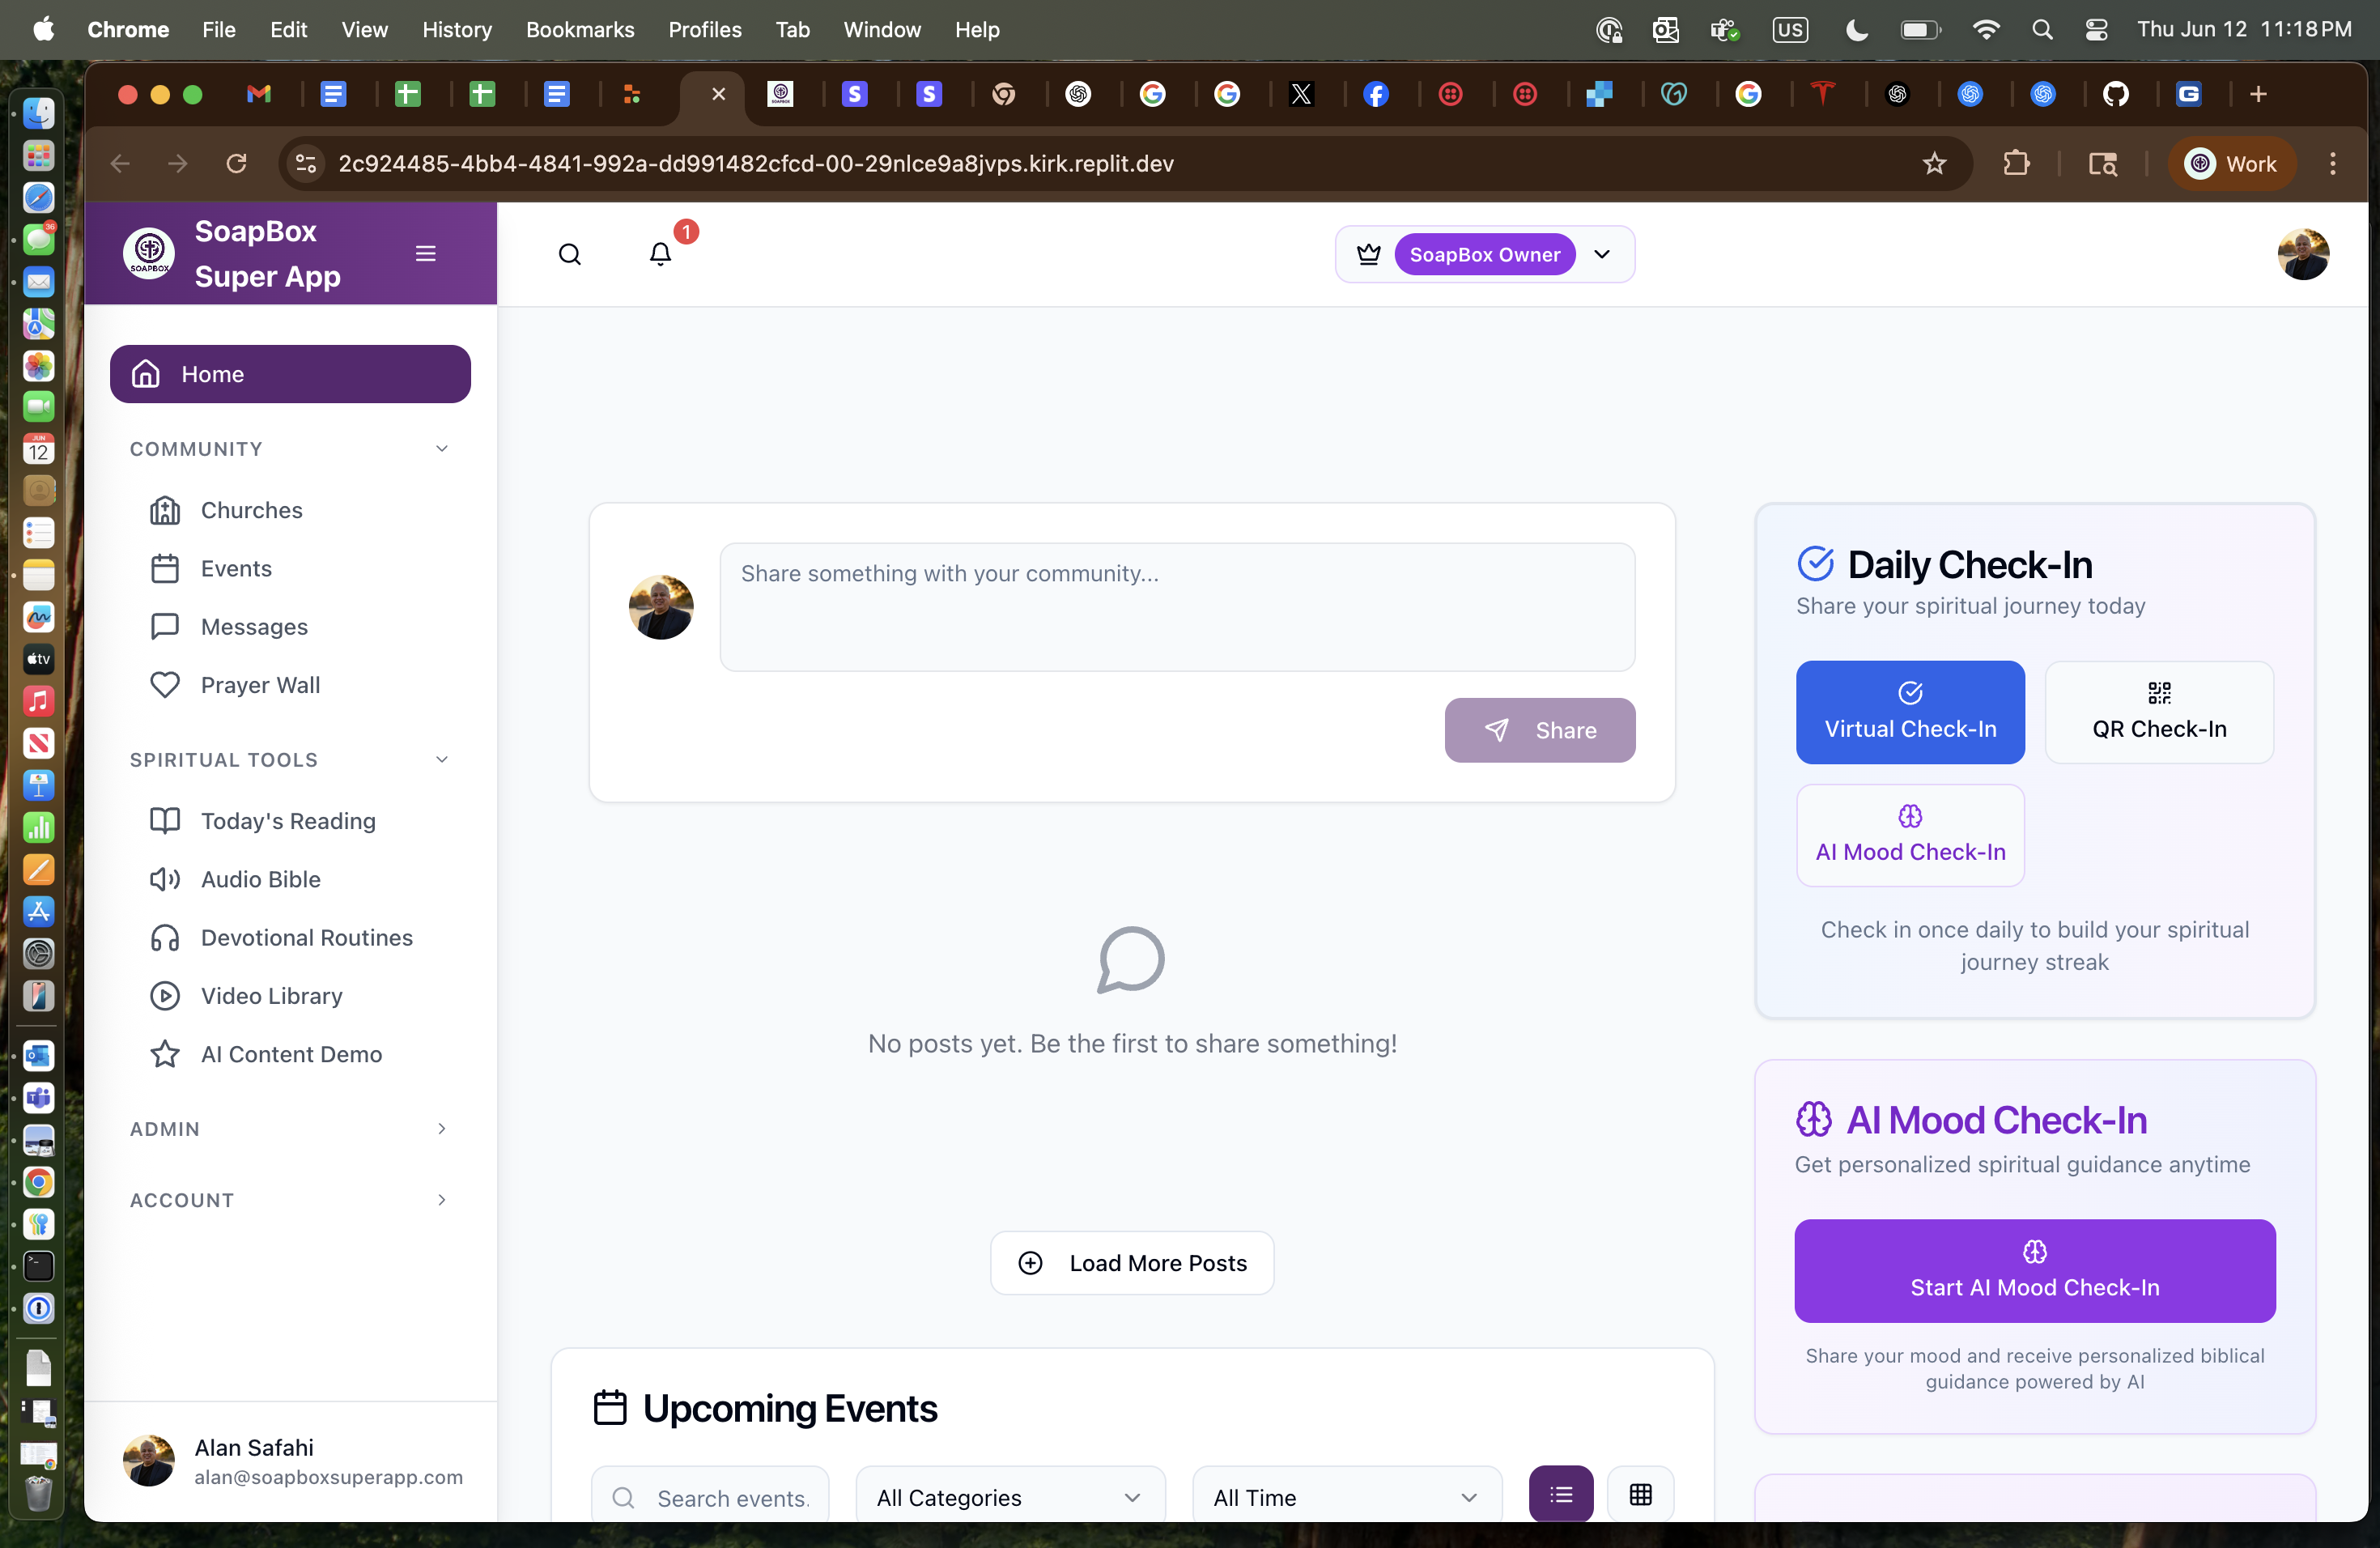 Chrome File Edit View History Bookmarks Profiles Tab Window Help US Thu Jun 12 11:18 PM
2c924485-4bb4-4841-992a-dd991482cfcd-00-29nlce9a8jvps.kirk.replit.dev Work
SOAPBOX
SoapBox
Super App
1
SoapBox Owner
Home
COMMUNITY
Churches
Events
Messages
Prayer Wall
SPIRITUAL TOOLS
Today's Reading
Audio Bible
Devotional Routines
Video Library
AI Content Demo
ADMIN
ACCOUNT
Alan Safahi
alan@soapboxsuperapp.com
Share something with your community...
Share
No posts yet. Be the first to share something!
Load More Posts
Upcoming Events
Search events.
All Categories
All Time
Daily Check-In
Share your spiritual journey today
Virtual Check-In
QR Check-In
AI Mood Check-In
Check in once daily to build your spiritual
journey streak
AI Mood Check-In
Get personalized spiritual guidance anytime
Start AI Mood Check-In
Share your mood and receive personalized biblical
guidance powered by AI
36
JUN
12
tv